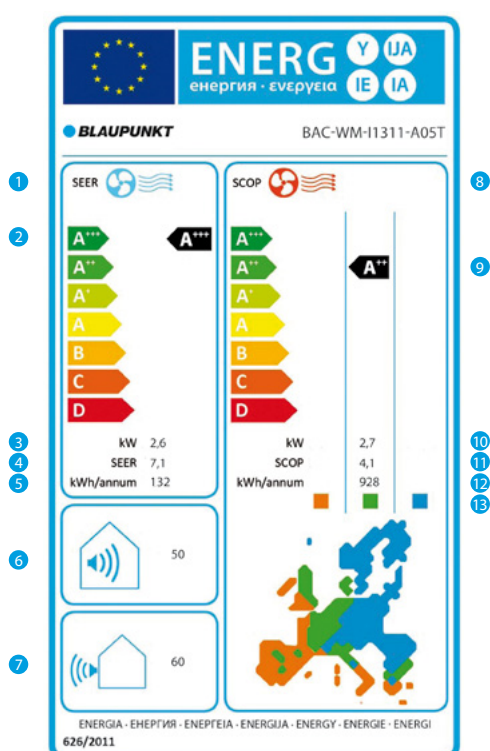 ENERG Y IJA
енергия · ενεργεια IE IA
BLAUPUNKT BAC-WM-I1311-A05T
1 SEER SCOP 8
2 A+++ A+++ A+++
A++ A++ A++ 9
A+ A+
A A
B B
C C
D D
3 kW 2,6 kW 2,7 10
4 SEER 7,1 SCOP 4,1 11
5 kWh/annum 132 kWh/annum 928 12
13
6 50
7 60
ENERGIA · ЕНЕРГИЯ · ΕΝΕΡΓΕΙΑ · ENERGIJA · ENERGY · ENERGIE · ENERGI
626/2011